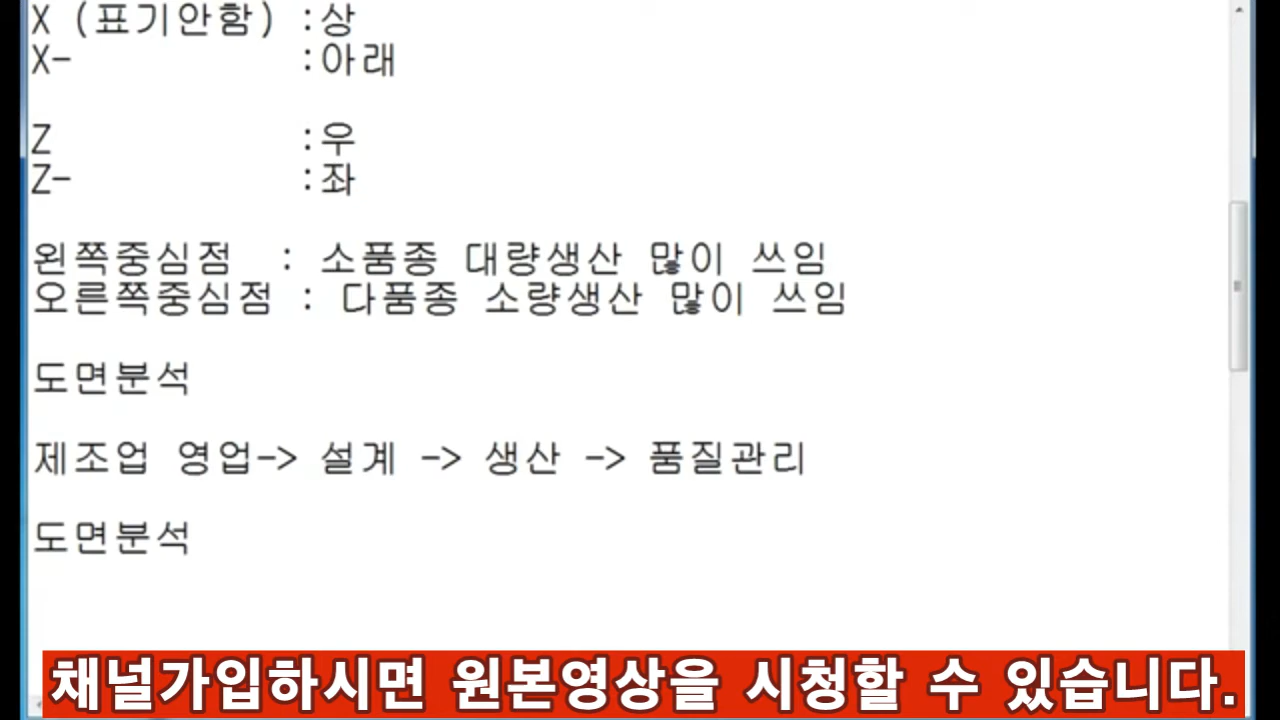 X (표기안함) :상
X- :아래
Z :우
Z- :좌
왼쪽중심점 : 소품종 대량생산 많이 쓰임
오른쪽중심점 : 다품종 소량생산 많이 쓰임
도면분석
제조업 영업-> 설계 -> 생산 -> 품질관리
도면분석
채널가입하시면 원본영상을 시청할 수 있습니다.